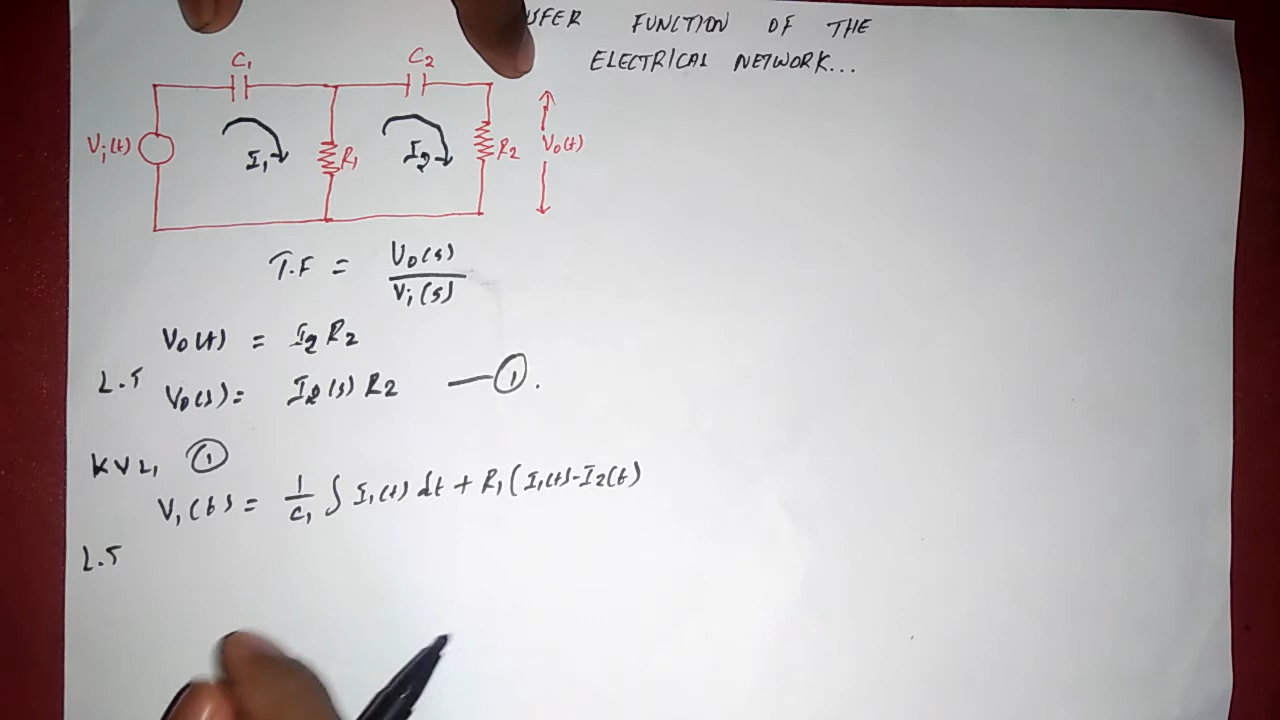 FUNCTION OF THE
ELECTRICAL NETWORK...
C1 C2
Vi(t) I1 R1 I2 R2 Vo(t)
T.F = Vo(s) / Vi(s)
Vo(t) = I2 R2
L.T Vo(s) = I2(s) R2 — 1.
KVL, 1
Vi(t) = 1/C1 ∫ I1(t) dt + R1 (I1(t)-I2(t)
L.T